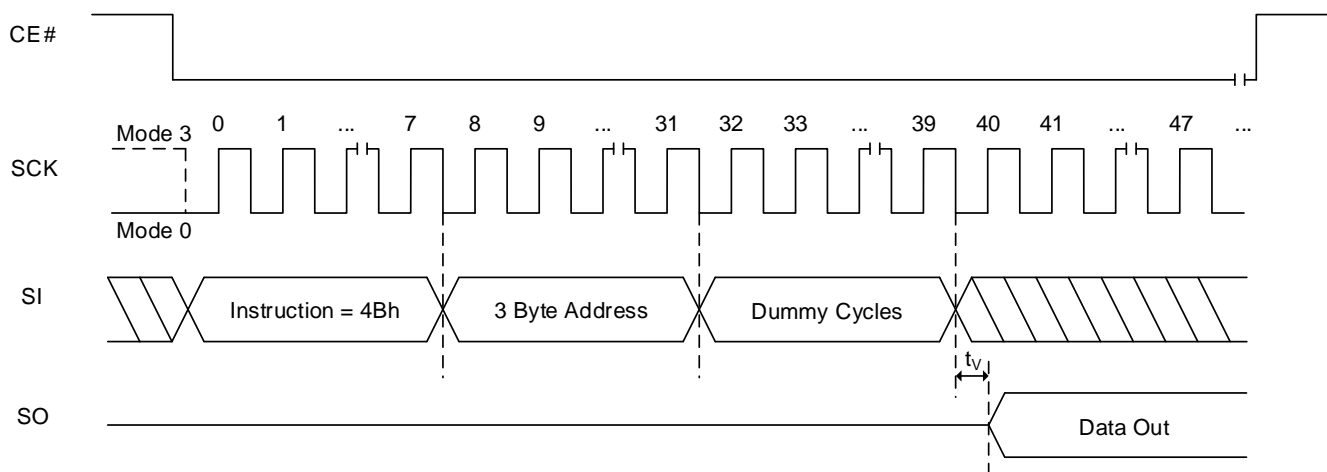 CE#
0 1 ... 7 8 9 ... 31 32 33 ... 39 40 41 ... 47 ...
Mode 3
SCK
Mode 0
SI Instruction = 4Bh 3 Byte Address Dummy Cycles
tV
SO Data Out